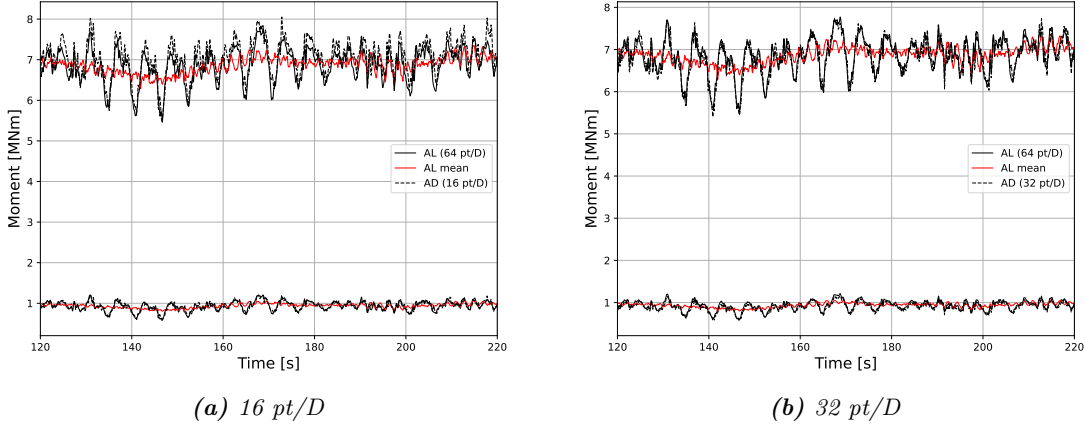 8
7
6
5
4
3
2
1
Moment [MNm]
AL (64 pt/D)
AL mean
AD (16 pt/D)
120 140 160 180 200 220
Time [s]
(a) 16 pt/D
8
7
6
5
4
3
2
1
Moment [MNm]
AL (64 pt/D)
AL mean
AD (32 pt/D)
120 140 160 180 200 220
Time [s]
(b) 32 pt/D